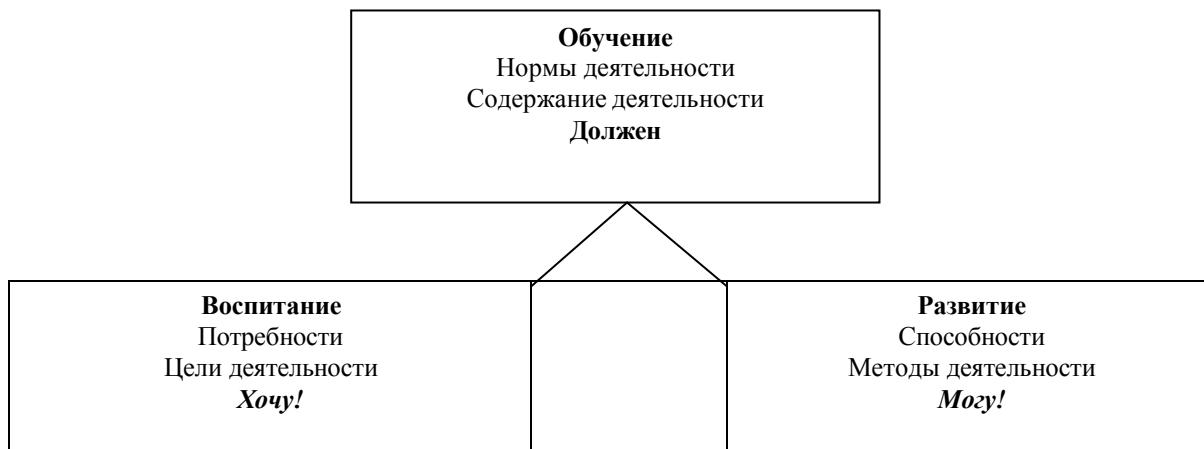 Обучение
Нормы деятельности
Содержание деятельности
Должен
Воспитание
Потребности
Цели деятельности
Хочу!
Развитие
Способности
Методы деятельности
Могу!